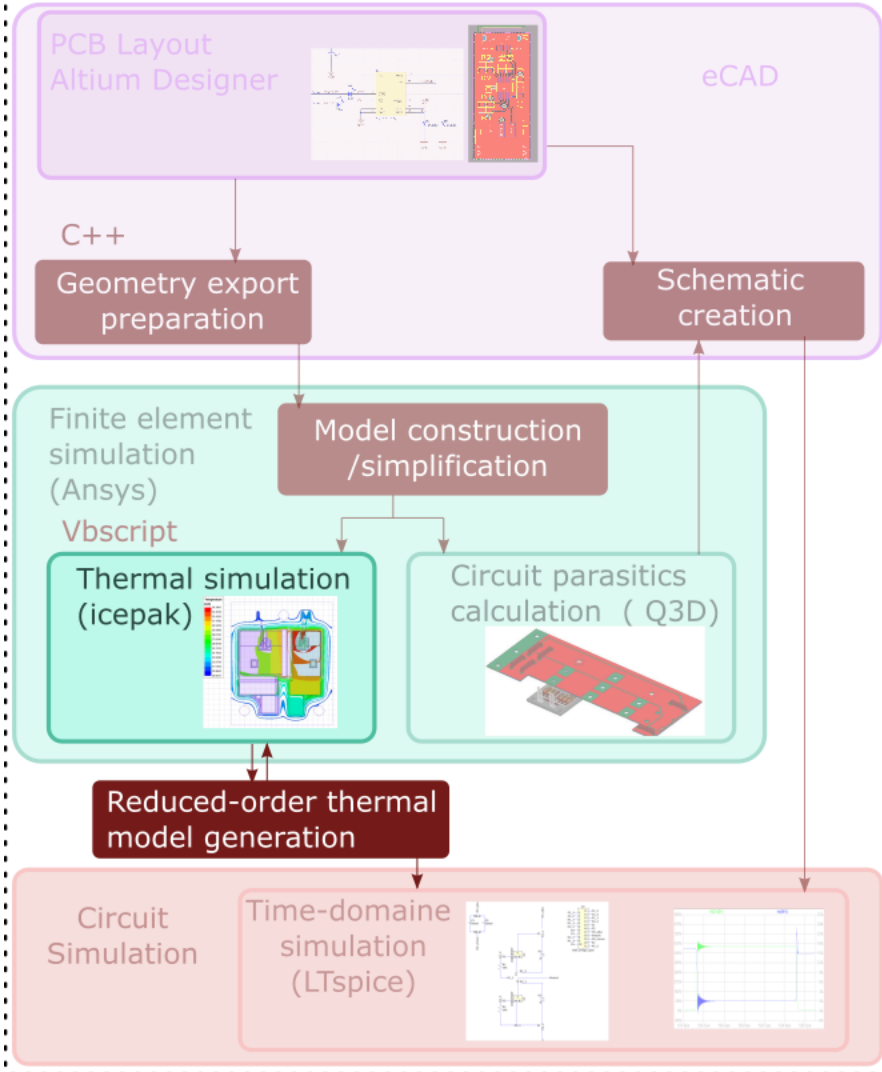 PCB Layout
Altium Designer
eCAD
C++
Geometry export
preparation
Schematic
creation
Finite element
simulation
(Ansys)
Model construction
/simplification
Vbscript
Thermal simulation
(icepak)
Circuit parasitics
calculation ( Q3D)
Reduced-order thermal
model generation
Circuit
Simulation
Time-domaine
simulation
(LTspice)